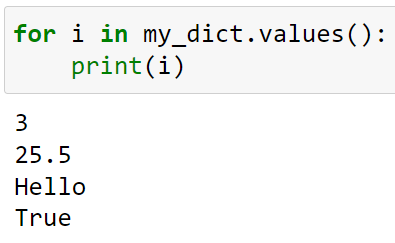 for i in my_dict.values():
    print(i)
3
25.5
Hello
True